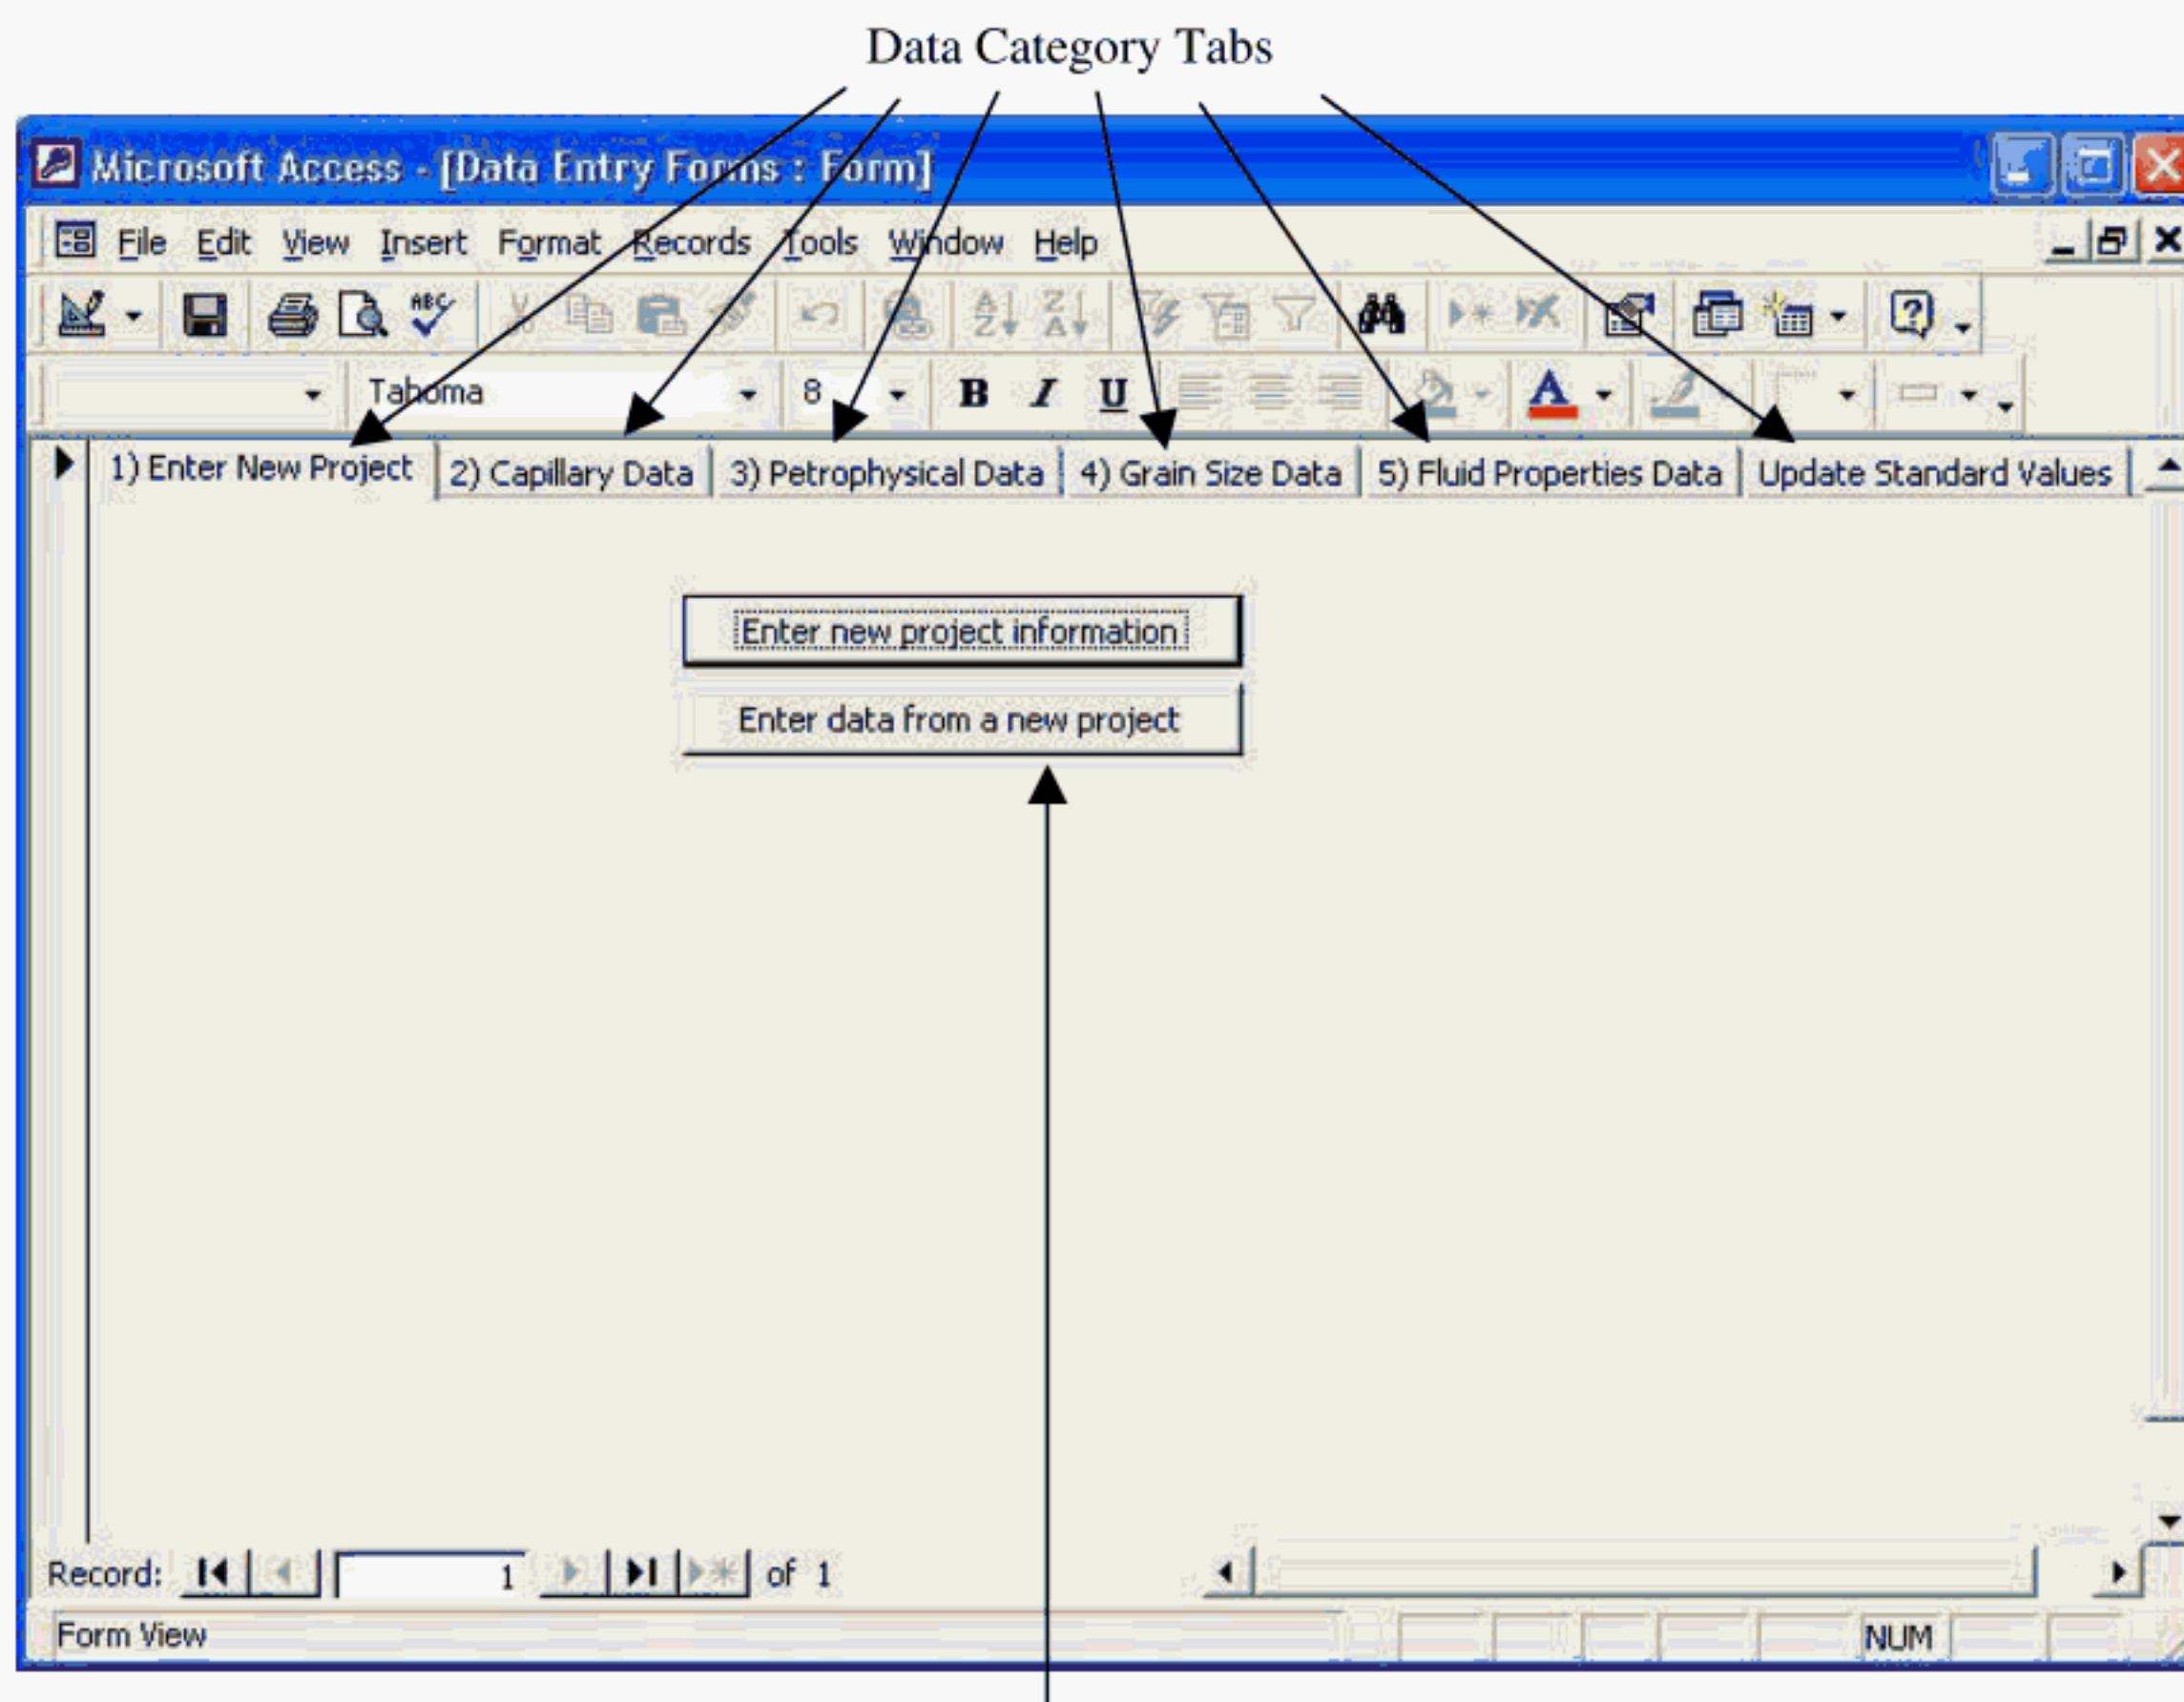 Data Category Tabs
Microsoft Access - [Data Entry Forms : Form]
File Edit View Insert Format Records Tools Window Help
ABC A Z Z A
Tahoma 8 B I U A
1) Enter New Project 2) Capillary Data 3) Petrophysical Data 4) Grain Size Data 5) Fluid Properties Data Update Standard Values
Enter new project information
Enter data from a new project
Record: 1 of 1
Form View NUM